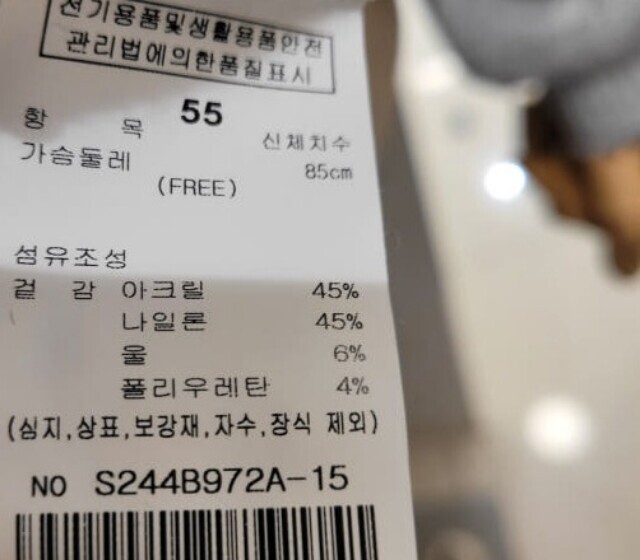 전기용품및생활용품안전
관리법에의한품질표시
55
항 목 신체치수
가슴둘레 85cm
(FREE)
섬유조성
겉 감 아크릴 45%
나일론 45%
울 6%
폴리우레탄 4%
(심지,상표,보강재,자수,장식 제외)
NO S244B972A-15